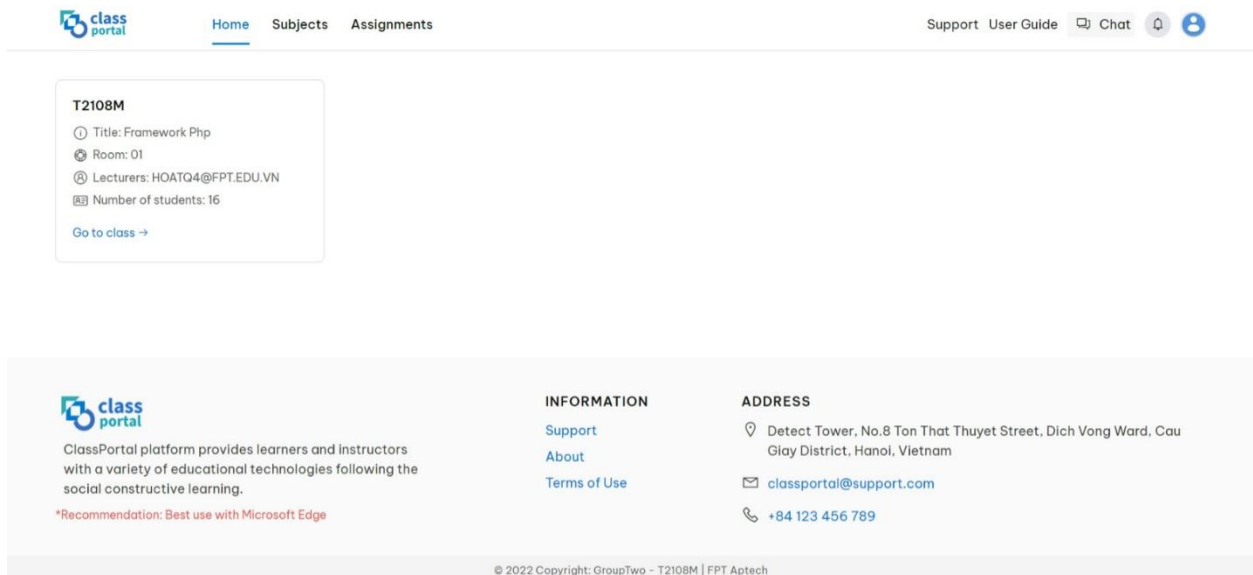 class
portal
Home Subjects Assignments
Support User Guide Chat
T2108M
Title: Framework Php
Room: 01
Lecturers: HOATQ4@FPT.EDU.VN
Number of students: 16
Go to class →
class
portal
ClassPortal platform provides learners and instructors
with a variety of educational technologies following the
social constructive learning.
*Recommendation: Best use with Microsoft Edge
INFORMATION
Support
About
Terms of Use
ADDRESS
Detect Tower, No.8 Ton That Thuyet Street, Dich Vong Ward, Cau
Giay District, Hanoi, Vietnam
classportal@support.com
+84 123 456 789
© 2022 Copyright: GroupTwo - T2108M | FPT Aptech